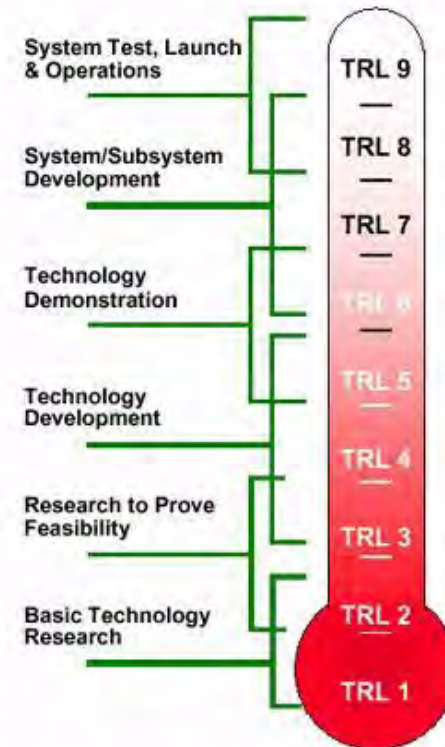 System Test, Launch
& Operations
System/Subsystem
Development
Technology
Demonstration
Technology
Development
Research to Prove
Feasibility
Basic Technology
Research
TRL 9
TRL 8
TRL 7
TRL 6
TRL 5
TRL 4
TRL 3
TRL 2
TRL 1